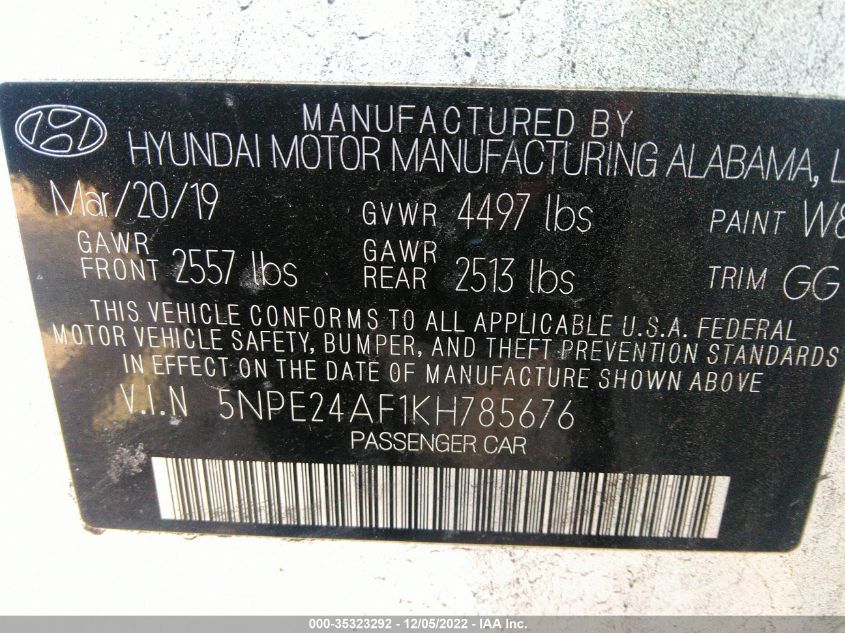 MANUFACTURED BY
HYUNDAI MOTOR MANUFACTURING ALABAMA, L
Mar/20/19 GVWR 4497 lbs PAINT W8
GAWR FRONT 2557 lbs GAWR REAR 2513 lbs TRIM GG
THIS VEHICLE CONFORMS TO ALL APPLICABLE U.S.A. FEDERAL
MOTOR VEHICLE SAFETY, BUMPER, AND THEFT PREVENTION STANDARDS
IN EFFECT ON THE DATE OF MANUFACTURE SHOWN ABOVE
V.I.N 5NPE24AF1KH785676
PASSENGER CAR
000-35323292 - 12/05/2022 - IAA Inc.